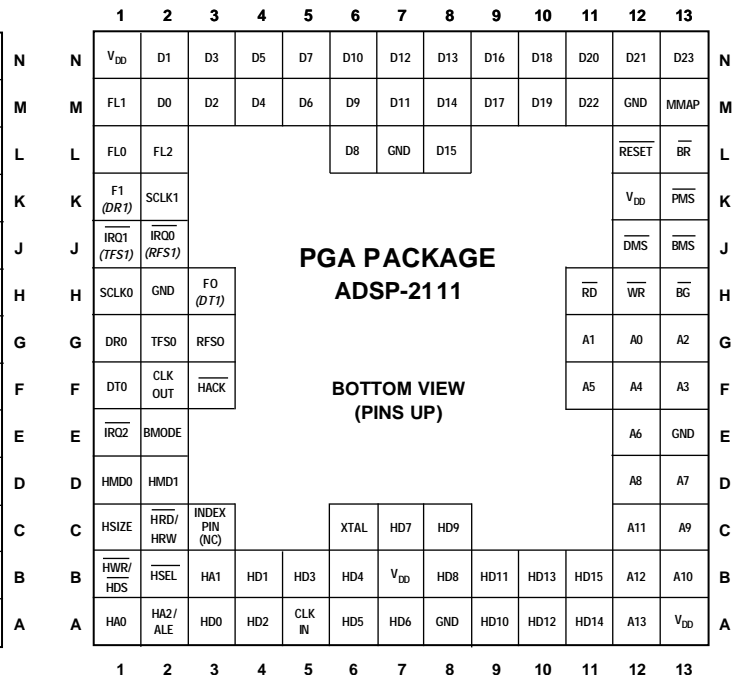 1 2 3 4 5 6 7 8 9 10 11 12 13
N N VDD D1 D3 D5 D7 D10 D12 D13 D16 D18 D20 D21 D23 N
M M FL1 D0 D2 D4 D6 D9 D11 D14 D17 D19 D22 GND MMAP M
L L FL0 FL2 D8 GND D15 RESET BR L
K K F1 (DR1) SCLK1 VDD PMS K
J J IRQ1 (TFS1) IRQ0 (RFS1) DMS BMS J
PGA PACKAGE
ADSP-2111
H H SCLK0 GND FO (DT1) RD WR BG H
G G DR0 TFS0 RFSO A1 A0 A2 G
F F DT0 CLK OUT HACK A5 A4 A3 F
BOTTOM VIEW
(PINS UP)
E E IRQ2 BMODE A6 GND E
D D HMD0 HMD1 A8 A7 D
C C HSIZE HRD/ HRW INDEX PIN (NC) XTAL HD7 HD9 A11 A9 C
B B HWR/ HDS HSEL HA1 HD1 HD3 HD4 VDD HD8 HD11 HD13 HD15 A12 A10 B
A A HA0 HA2/ ALE HD0 HD2 CLK IN HD5 HD6 GND HD10 HD12 HD14 A13 VDD A
1 2 3 4 5 6 7 8 9 10 11 12 13